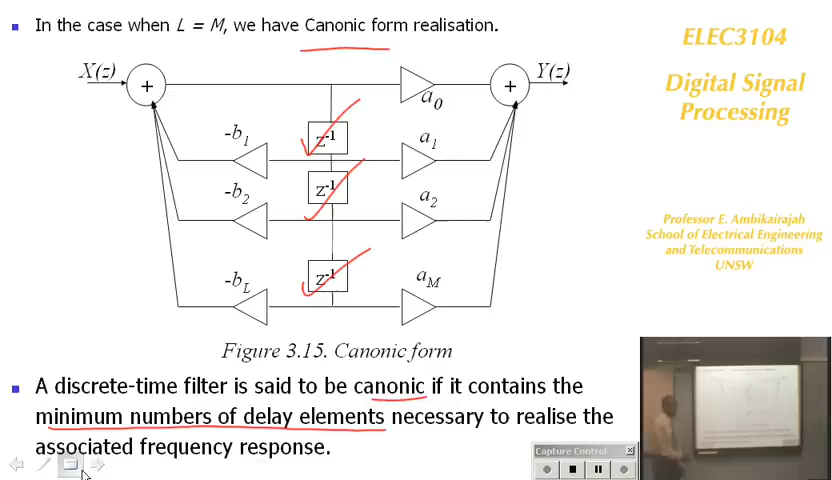 In the case when L = M, we have Canonic form realisation.
ELEC3104
Digital Signal
Processing
X(z)
+
a0
+
Y(z)
-b1
z-1
a1
-b2
z-1
a2
-bL
z-1
aM
Professor E. Ambikairajah
School of Electrical Engineering
and Telecommunications
UNSW
Figure 3.15. Canonic form
A discrete-time filter is said to be canonic if it contains the
minimum numbers of delay elements necessary to realise the
associated frequency response.
Capture Control